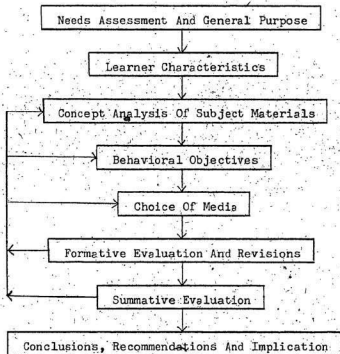 Needs Assessment And General Purpose
Learner Characteristics
Concept Analysis Of Subject Materials
Behavioral Objectives
Choice Of Media
Formative Evaluation And Revisions
Summative Evaluation
Conclusions, Recommendations And Implication